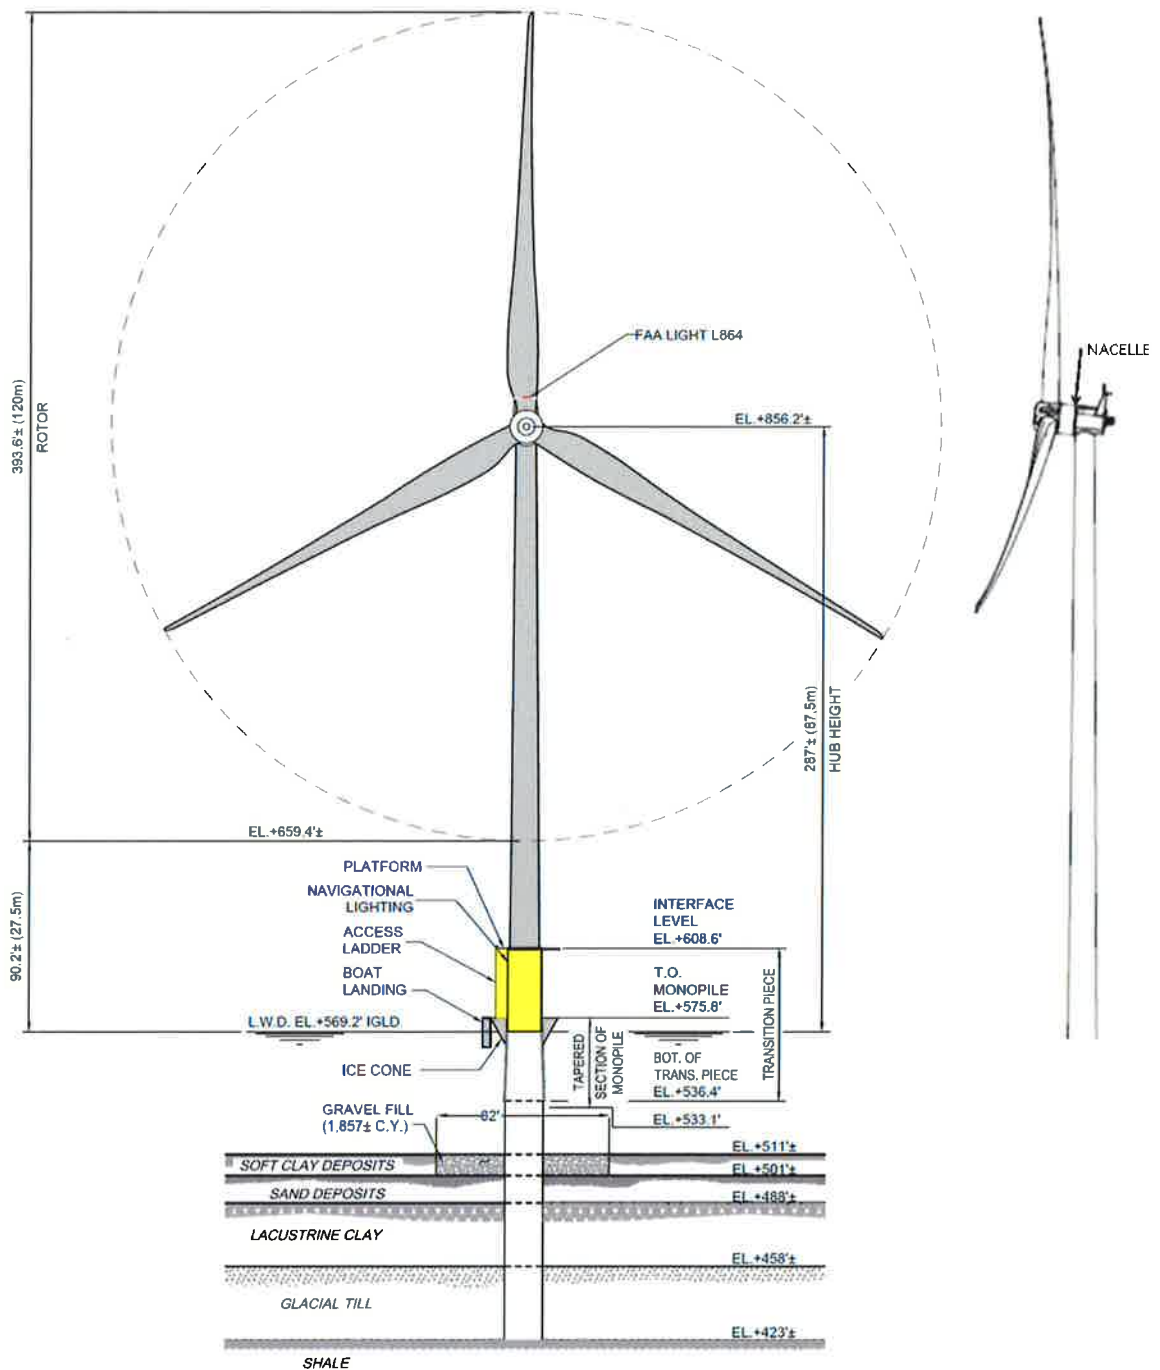 FAA LIGHT L864
NACELLE
EL.+856.2'±
393.6'± (120m)
ROTOR
287'± (87.5m)
HUB HEIGHT
EL.+659.4'±
90.2'± (27.5m)
PLATFORM
NAVIGATIONAL
LIGHTING
ACCESS
LADDER
BOAT
LANDING
L.W.D. EL.+569.2' IGLD
ICE CONE
INTERFACE
LEVEL
EL.+608.6'
T.O.
MONOPILE
EL.+575.8'
TRANSITION PIECE
TAPERED
SECTION OF
MONOPILE
BOT. OF
TRANS. PIECE
EL.+536.4'
EL.+533.1'
GRAVEL FILL
(1,857± C.Y.)
82'
EL.+511'±
SOFT CLAY DEPOSITS
EL.+501'±
SAND DEPOSITS
EL.+488'±
LACUSTRINE CLAY
EL.+458'±
GLACIAL TILL
EL.+423'±
SHALE